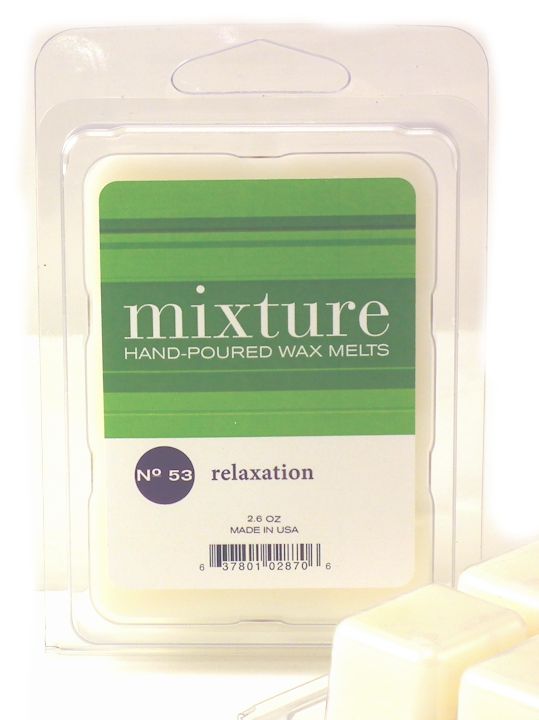 mixture
HAND-POURED WAX MELTS
Nº 53 relaxation
2.6 OZ
MADE IN USA
6 37801 02870 6